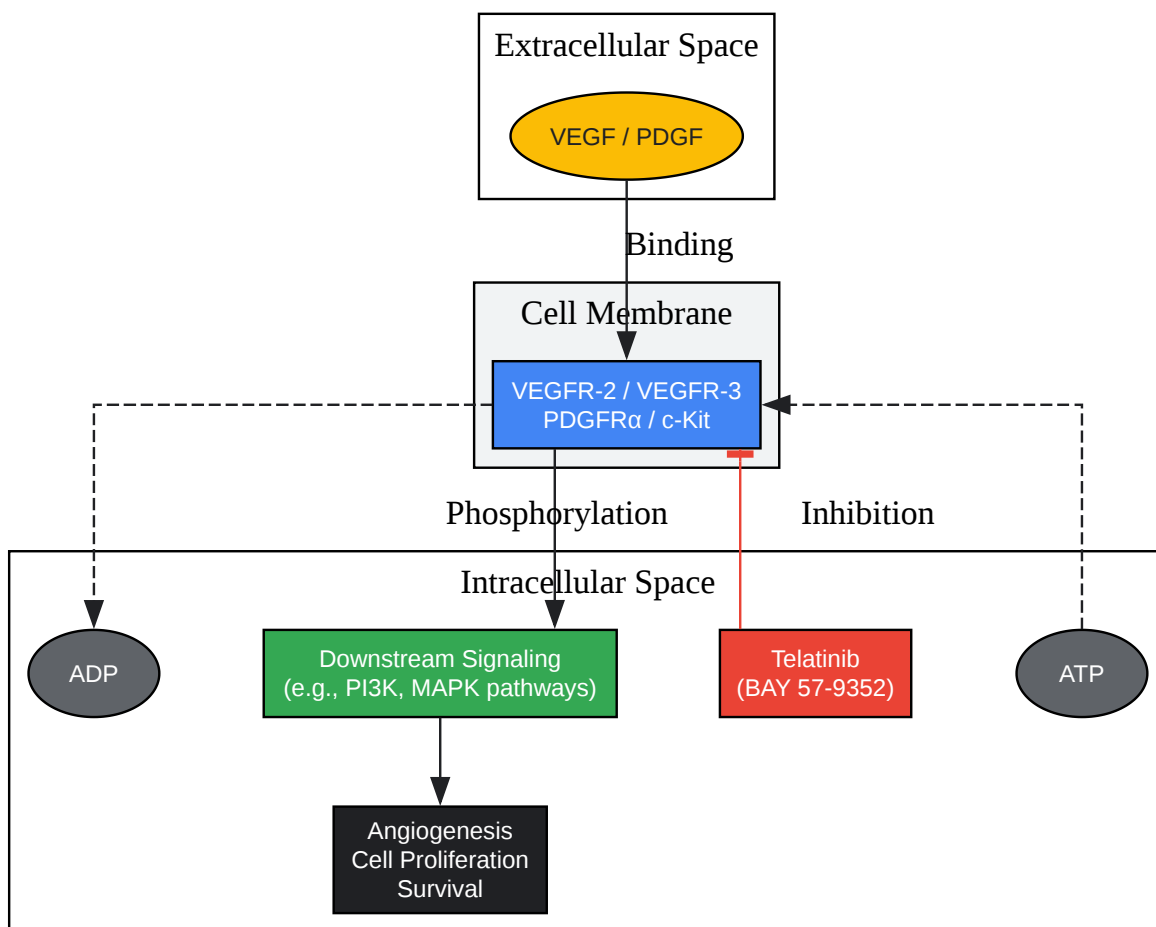 Extracellular Space
VEGF / PDGF
Binding
Cell Membrane
VEGFR-2 / VEGFR-3
PDGFRα / c-Kit
Phosphorylation
Inhibition
Intracellular Space
ADP
Downstream Signaling
(e.g., PI3K, MAPK pathways)
Telatinib
(BAY 57-9352)
ATP
Angiogenesis
Cell Proliferation
Survival